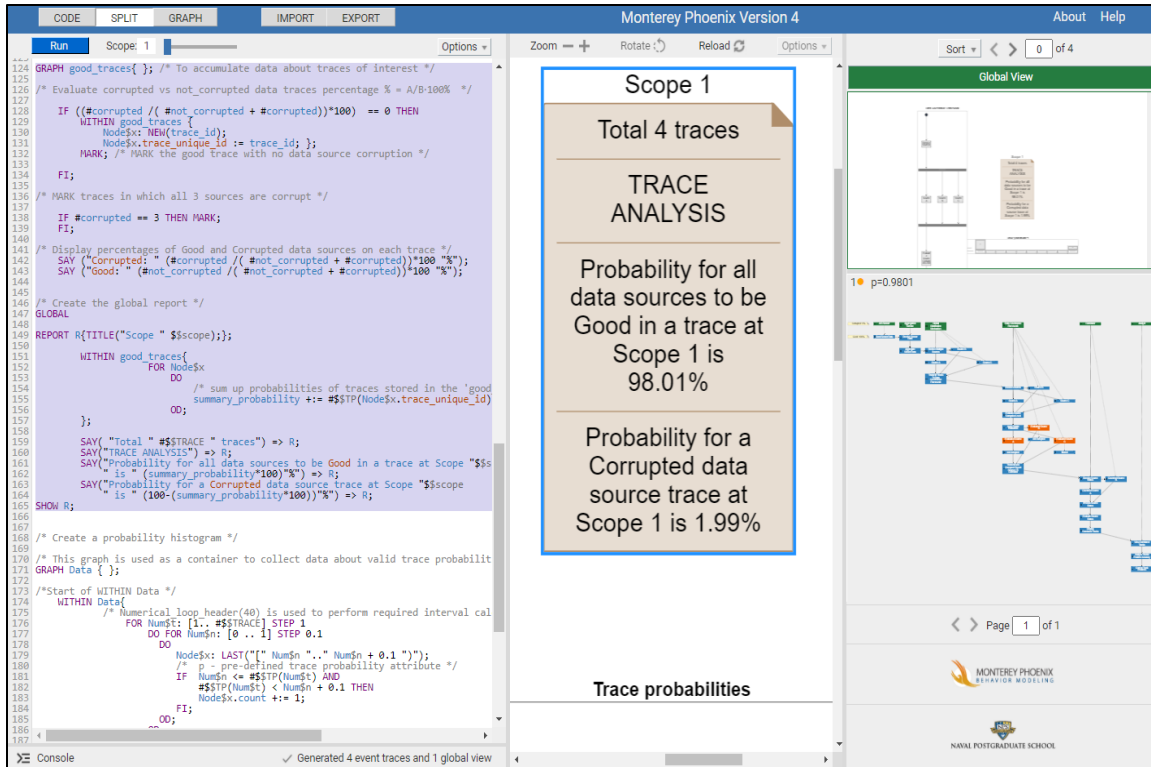 CODE SPLIT GRAPH IMPORT EXPORT Monterey Phoenix Version 4 About Help
Run Scope: 1 Options
Zoom Rotate Reload Options
Sort 0 of 4
124 GRAPH good_traces{ }; /* To accumulate data about traces of interest */
125
126 /* Evaluate corrupted vs not_corrupted data traces percentage % = A/B·100% */
127
128 IF ((#corrupted /( #not_corrupted + #corrupted))*100) == 0 THEN
129 WITHIN good_traces {
130 Node$x: NEW(trace_id);
131 Node$x.trace_unique_id := trace_id; };
132 MARK; /* MARK the good trace with no data source corruption */
133
134 FI;
135
136 /* MARK traces in which all 3 sources are corrupt */
137
138 IF #corrupted == 3 THEN MARK;
139 FI;
140
141 /* Display percentages of Good and Corrupted data sources on each trace */
142 SAY ("Corrupted: " (#corrupted /( #not_corrupted + #corrupted))*100 "%");
143 SAY ("Good: " (#not_corrupted /( #not_corrupted + #corrupted))*100 "%");
144
145
146 /* Create the global report */
147 GLOBAL
148
149 REPORT R{TITLE("Scope " $$scope);};
150
151 WITHIN good_traces{
152 FOR Node$x
153 DO
154 /* sum up probabilities of traces stored in the 'good
155 summary_probability +:= #$$TP(Node$x.trace_unique_id)
156 OD;
157 };
158
159 SAY( "Total " #$$TRACE " traces") => R;
160 SAY("TRACE ANALYSIS") => R;
161 SAY("Probability for all data sources to be Good in a trace at Scope "$$s
162 " is " (summary_probability*100)"%") => R;
163 SAY("Probability for a Corrupted data source trace at Scope "$$scope
164 " is " (100-(summary_probability*100))"%") => R;
165 SHOW R;
166
167
168 /* Create a probability histogram */
169
170 /* This graph is used as a container to collect data about valid trace probabilit
171 GRAPH Data { };
172
173 /*Start of WITHIN Data */
174 WITHIN Data{
175 /* Numerical_loop_header(40) is used to perform required interval cal
176 FOR Num$t: [1.. #$$TRACE] STEP 1
177 DO FOR Num$n: [0 .. 1] STEP 0.1
178 DO
179 Node$x: LAST("[" Num$n ".." Num$n + 0.1 ")");
180 /* p - pre-defined trace probability attribute */
181 IF Num$n <= #$$TP(Num$t) AND
182 #$$TP(Num$t) < Num$n + 0.1 THEN
183 Node$x.count +:= 1;
184 FI;
185 OD;
186
187
Console Generated 4 event traces and 1 global view
Scope 1
Total 4 traces
TRACE
ANALYSIS
Probability for all
data sources to be
Good in a trace at
Scope 1 is
98.01%
Probability for a
Corrupted data
source trace at
Scope 1 is 1.99%
Trace probabilities
Global View
1 p=0.9801
Page 1 of 1
MONTEREY PHOENIX
BEHAVIOR MODELING
NAVAL POSTGRADUATE SCHOOL